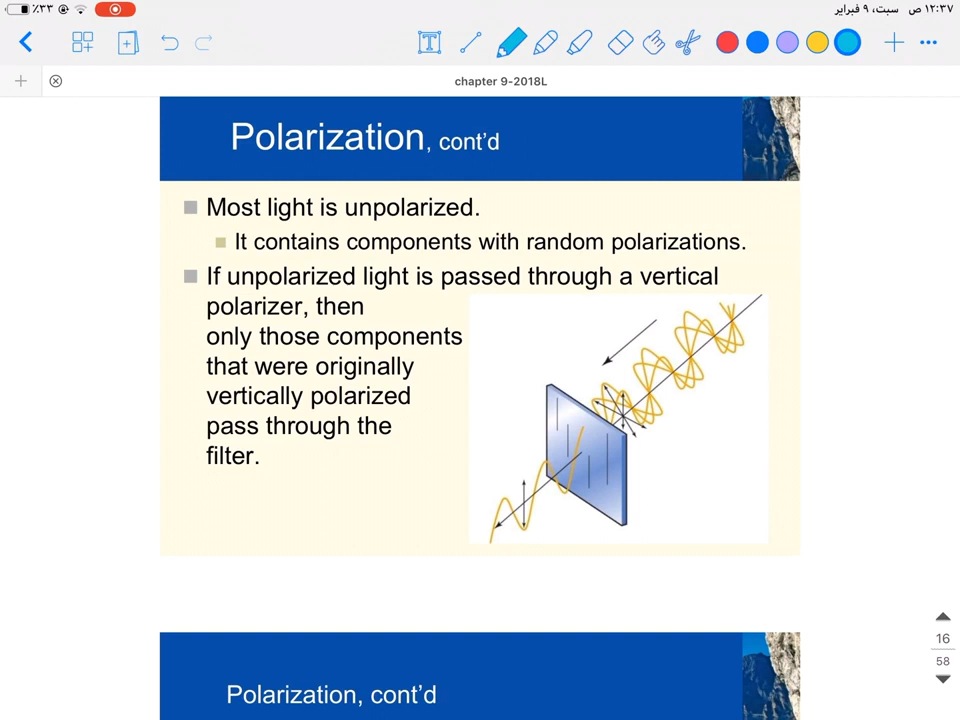 ٪٣٣ ١٢:٣٧ ص سبت، ٩ فبراير
T
chapter 9-2018L
Polarization, cont’d
Most light is unpolarized.
It contains components with random polarizations.
If unpolarized light is passed through a vertical
polarizer, then
only those components
that were originally
vertically polarized
pass through the
filter.
16
58
Polarization, cont’d